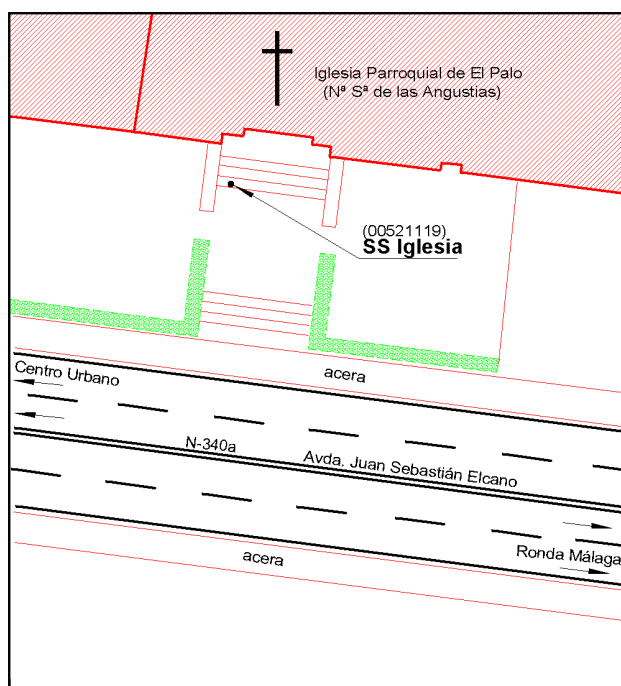 Iglesia Parroquial de El Palo
(Nª Sª de las Angustias)
(00521119)
SS Iglesia
acera
Centro Urbano
N-340a
Avda. Juan Sebastián Elcano
Ronda Málaga
acera